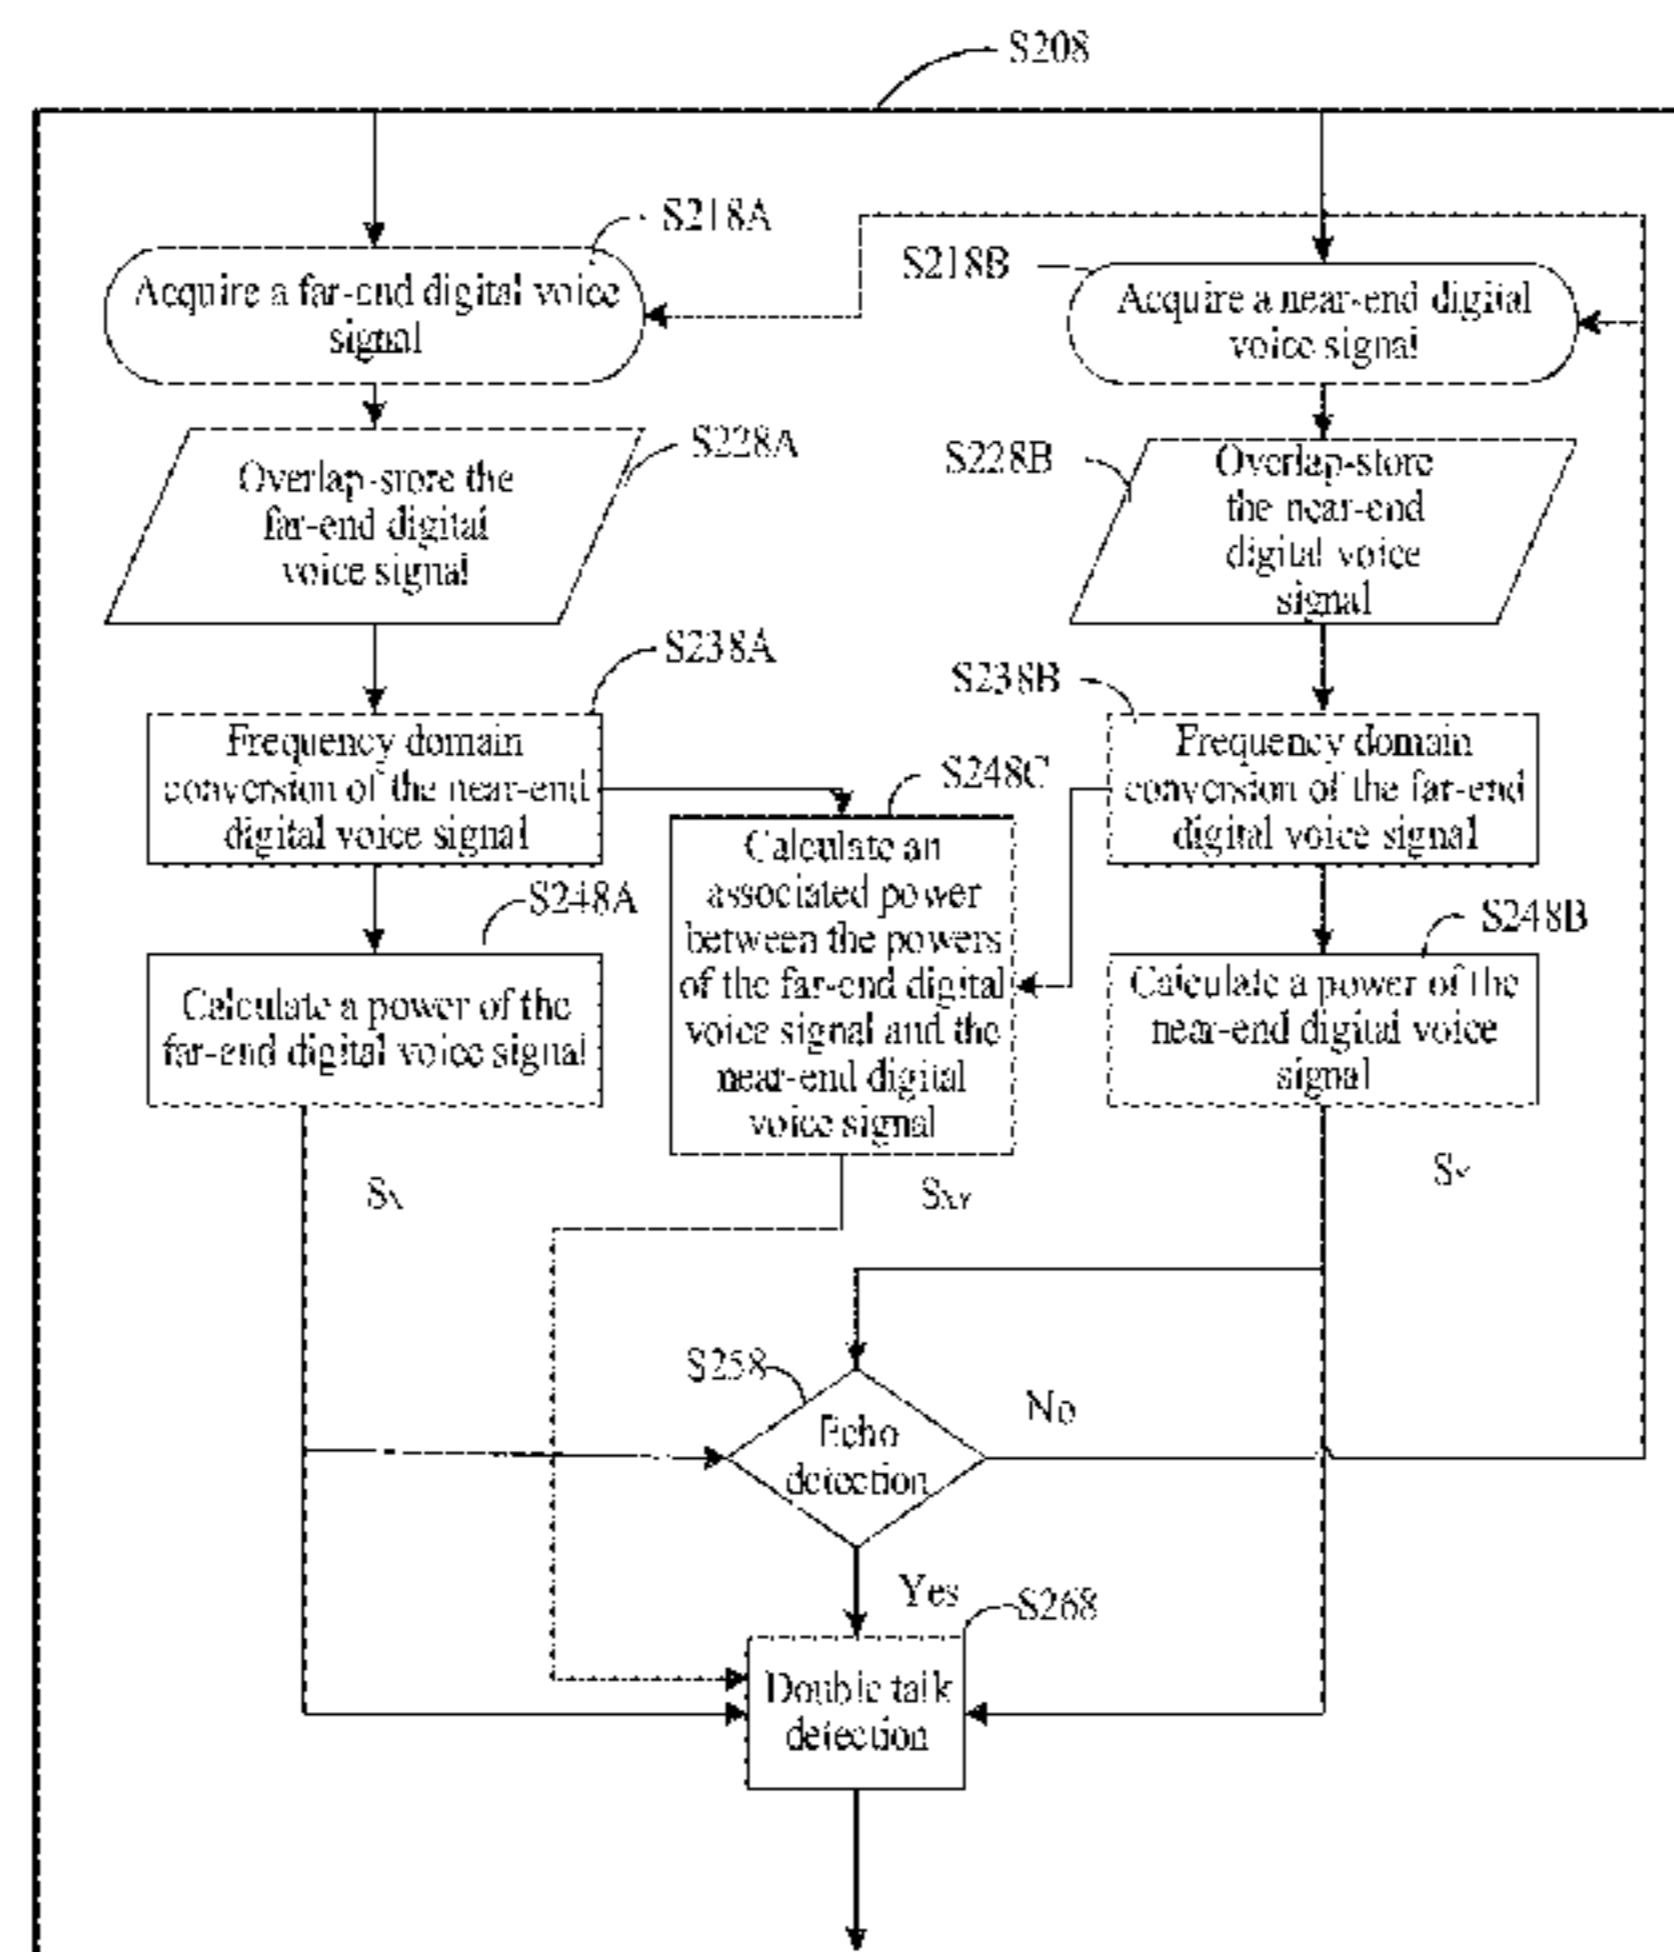 S208
S218A
Acquire a far-end digital voice
signal
S218B
Acquire a near-end digital
voice signal
S228A
Overlap-store the
far-end digital
voice signal
S228B
Overlap-store
the near-end
digital voice
signal
S238A
Frequency domain
conversion of the near-end
digital voice signal
S238B
Frequency domain
conversion of the far-end
digital voice signal
S248C
Calculate an
associated power
between the powers
of the far-end digital
voice signal and the
near-end digital
voice signal
S248A
Calculate a power of the
far-end digital voice signal
S248B
Calculate a power of the
near-end digital voice
signal
SX
SXY
SY
S258
Echo
detection
No
Yes
S268
Double talk
detection